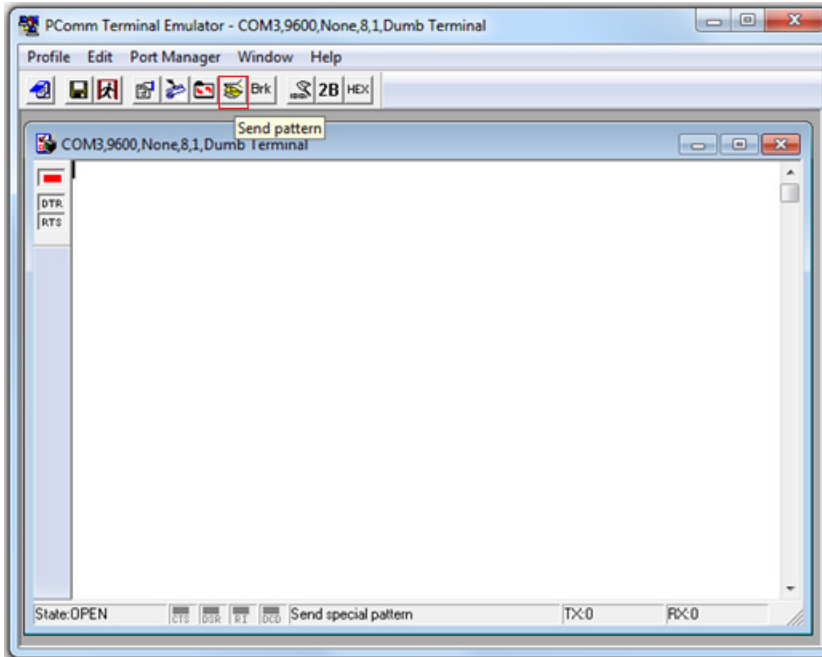 PComm Terminal Emulator - COM3,9600,None,8,1,Dumb Terminal
Profile Edit Port Manager Window Help
Brk 2B HEX
Send pattern
COM3,9600,None,8,1,Dumb Terminal
DTR
RTS
State:OPEN CTS DSR RI DCD Send special pattern TX:0 RX:0